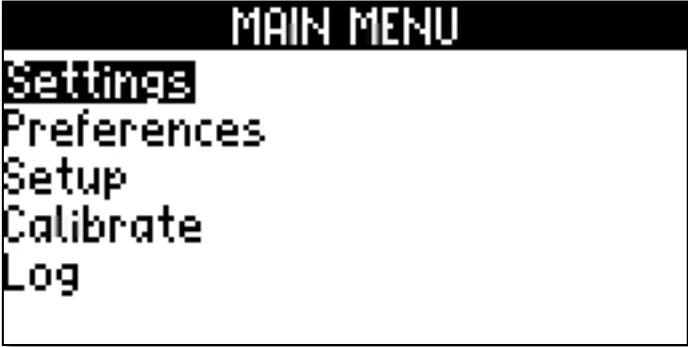 MAIN MENU
Settings
Preferences
Setup
Calibrate
Log